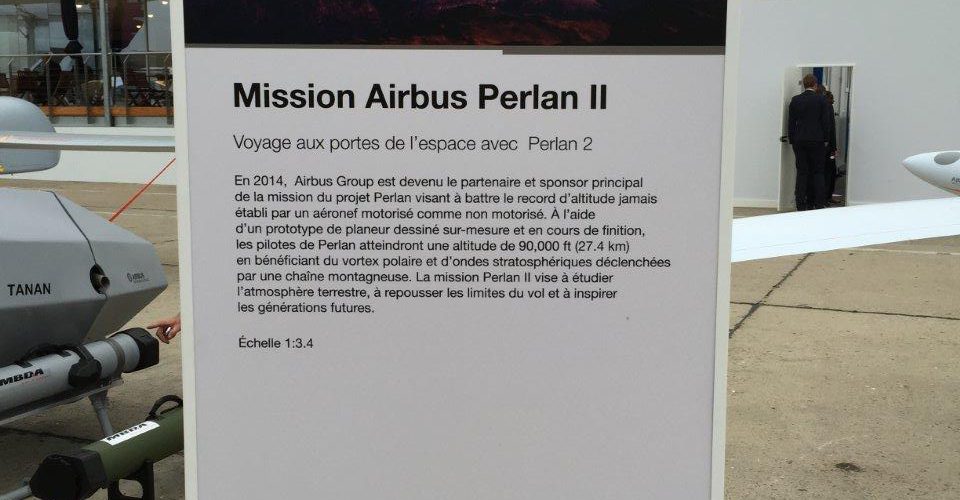 Mission Airbus Perlan II
Voyage aux portes de l'espace avec Perlan 2
En 2014, Airbus Group est devenu le partenaire et sponsor principal
de la mission du projet Perlan visant à battre le record d'altitude jamais
établi par un aéronef motorisé comme non motorisé. À l'aide
d'un prototype de planeur dessiné sur-mesure et en cours de finition,
les pilotes de Perlan atteindront une altitude de 90,000 ft (27.4 km)
en bénéficiant du vortex polaire et d'ondes stratosphériques déclenchées
par une chaîne montagneuse. La mission Perlan II vise à étudier
l'atmosphère terrestre, à repousser les limites du vol et à inspirer
les générations futures.
Échelle 1:3.4
TANAN
AIRBUS
MBDA
MBDA